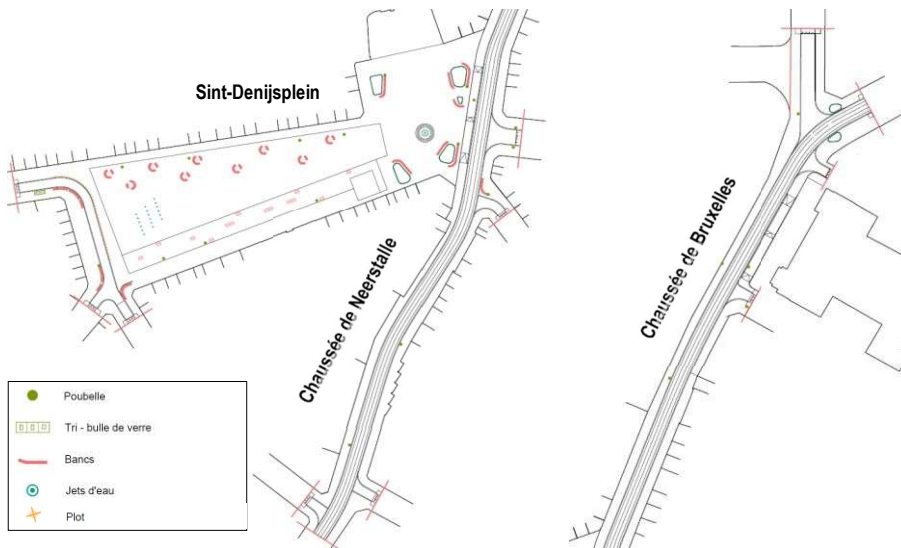 Sint-Denijsplein
Chaussée de Neerstalle
Chaussée de Bruxelles
Poubelle
Tri - bulle de verre
Bancs
Jets d'eau
Plot